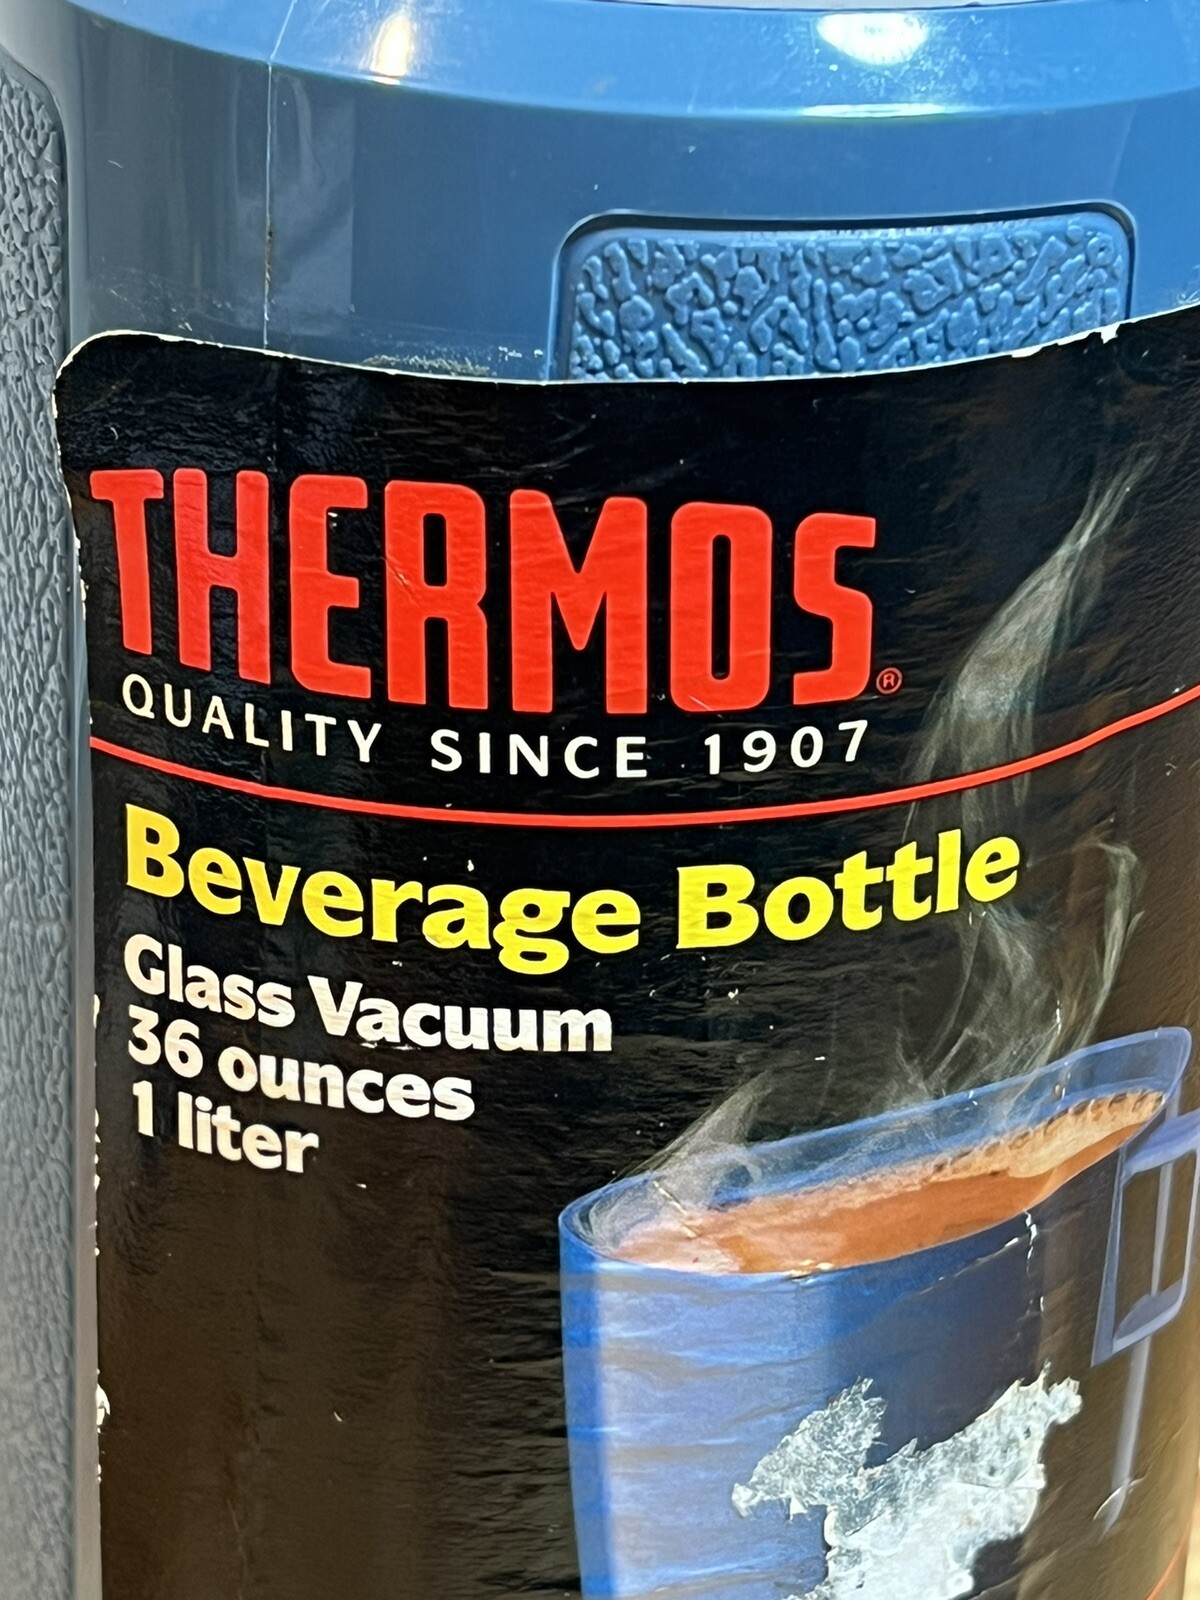 THERMOS®
QUALITY SINCE 1907
Beverage Bottle
Glass Vacuum
36 ounces
1 liter